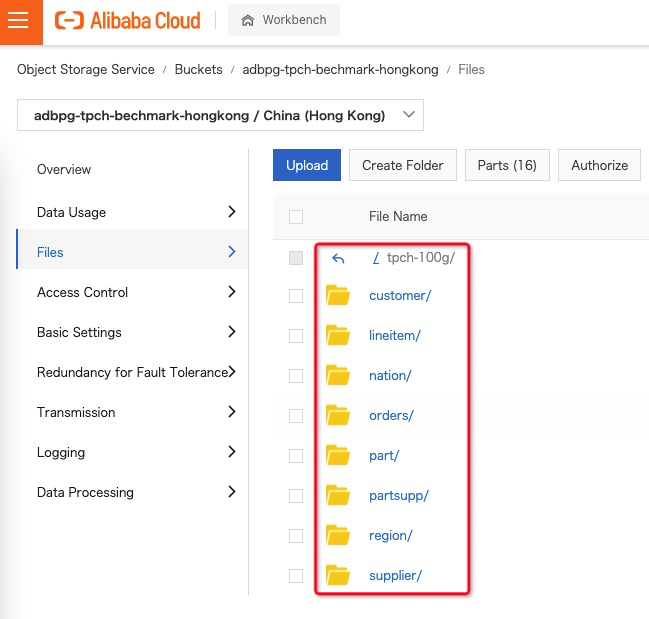 Alibaba Cloud
Workbench
Object Storage Service / Buckets / adbpg-tpch-bechmark-hongkong / Files
adbpg-tpch-bechmark-hongkong / China (Hong Kong)
Overview
Data Usage
Files
Access Control
Basic Settings
Redundancy for Fault Tolerance
Transmission
Logging
Data Processing
Upload
Create Folder
Parts (16)
Authorize
File Name
/ tpch-100g/
customer/
lineitem/
nation/
orders/
part/
partsupp/
region/
supplier/